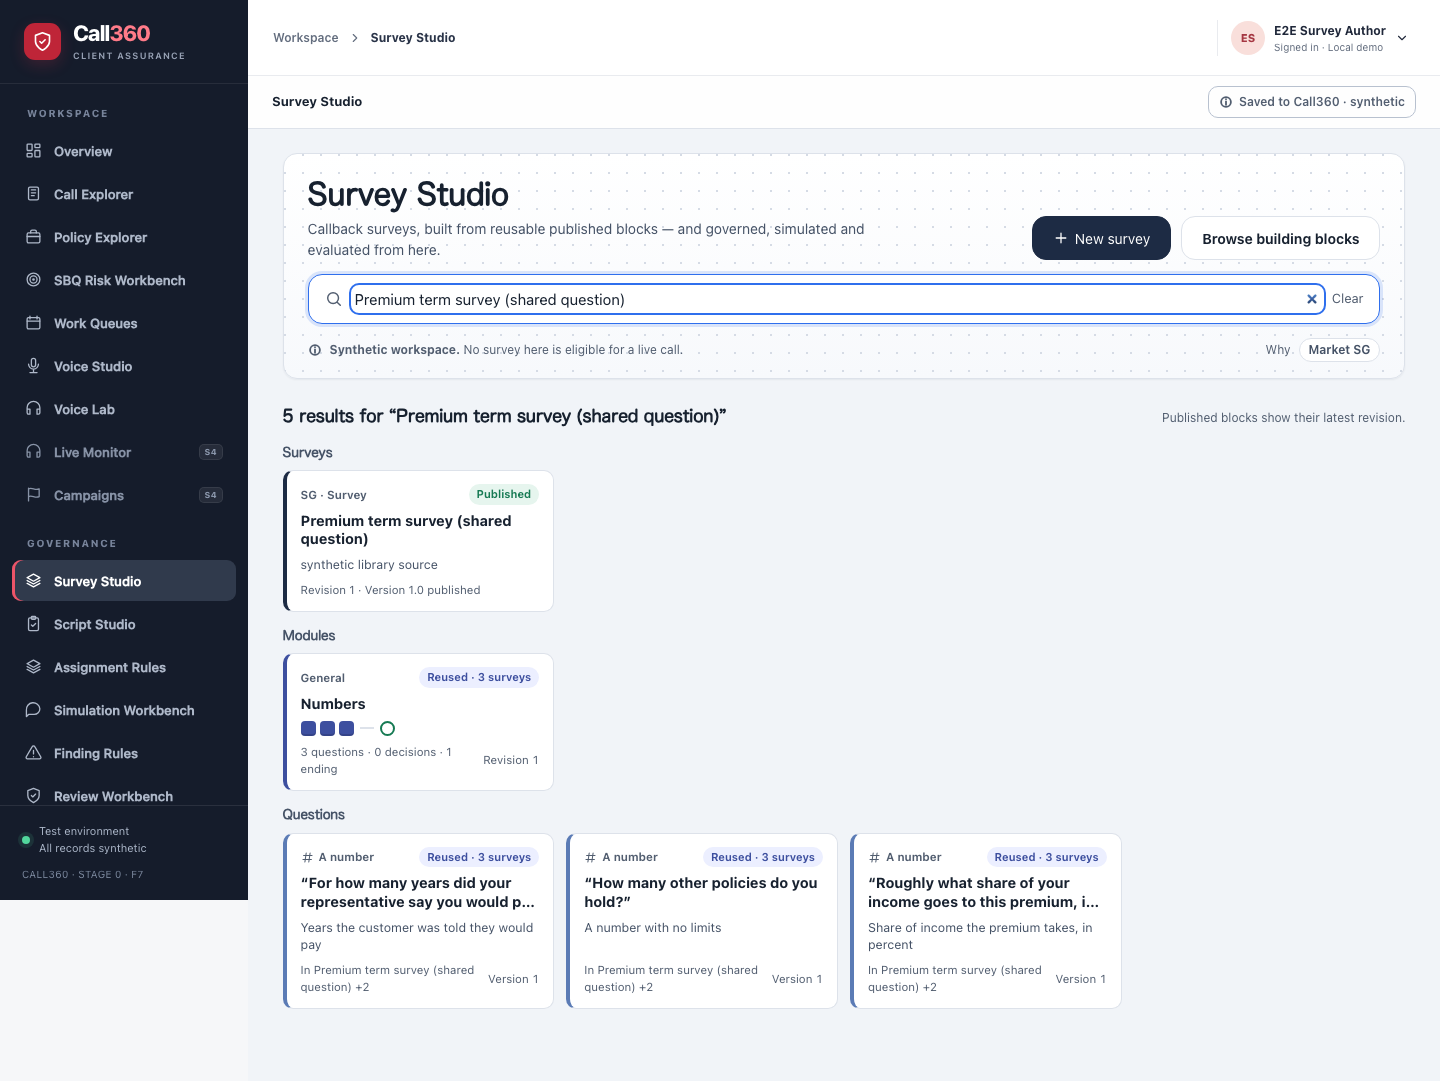 Call360
CLIENT ASSURANCE
WORKSPACE
Overview
Call Explorer
Policy Explorer
SBQ Risk Workbench
Work Queues
Voice Studio
Voice Lab
Live Monitor S4
Campaigns S4
GOVERNANCE
Survey Studio
Script Studio
Assignment Rules
Simulation Workbench
Finding Rules
Review Workbench
Test environment
All records synthetic
CALL360 · STAGE 0 · F7
Workspace > Survey Studio
ES
E2E Survey Author
Signed in · Local demo
Survey Studio
Saved to Call360 · synthetic
Survey Studio
Callback surveys, built from reusable published blocks — and governed, simulated and
evaluated from here.
+ New survey
Browse building blocks
Premium term survey (shared question)
Clear
Synthetic workspace. No survey here is eligible for a live call.
Why
Market SG
5 results for “Premium term survey (shared question)”
Published blocks show their latest revision.
Surveys
SG · Survey
Published
Premium term survey (shared
question)
synthetic library source
Revision 1 · Version 1.0 published
Modules
General
Reused · 3 surveys
Numbers
3 questions · 0 decisions · 1
ending
Revision 1
Questions
# A number
Reused · 3 surveys
“For how many years did your
representative say you would p...
Years the customer was told they would
pay
In Premium term survey (shared
question) +2
Version 1
# A number
Reused · 3 surveys
“How many other policies do you
hold?”
A number with no limits
In Premium term survey (shared
question) +2
Version 1
# A number
Reused · 3 surveys
“Roughly what share of your
income goes to this premium, i...
Share of income the premium takes, in
percent
In Premium term survey (shared
question) +2
Version 1